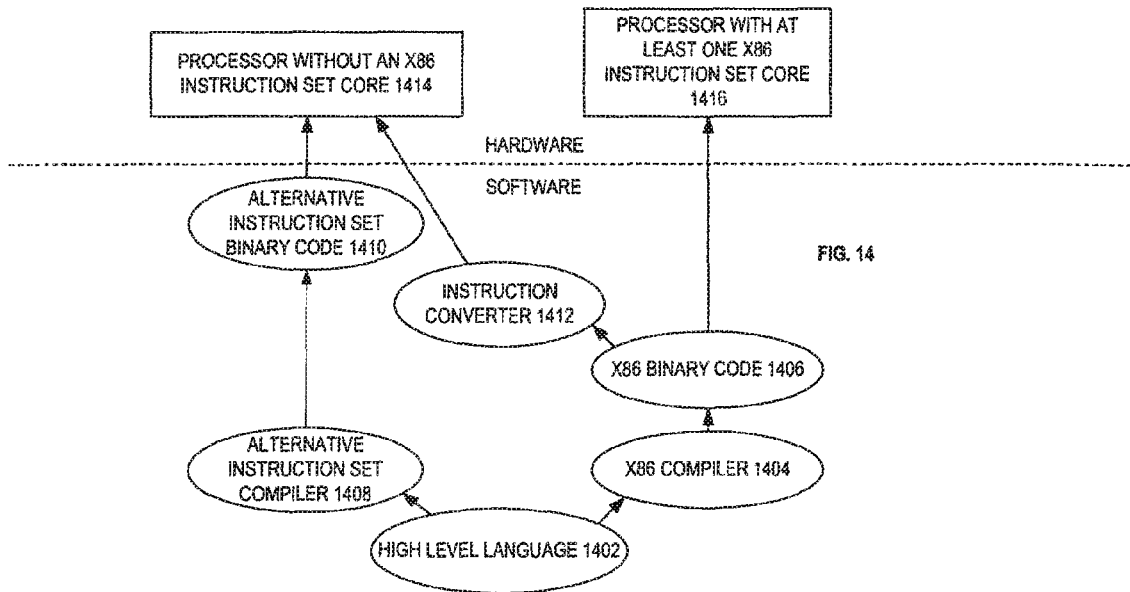 PROCESSOR WITHOUT AN X86
INSTRUCTION SET CORE 1414
PROCESSOR WITH AT
LEAST ONE X86
INSTRUCTION SET CORE
1416
HARDWARE
SOFTWARE
ALTERNATIVE
INSTRUCTION SET
BINARY CODE 1410
FIG. 14
INSTRUCTION
CONVERTER 1412
X86 BINARY CODE 1406
ALTERNATIVE
INSTRUCTION SET
COMPILER 1408
X86 COMPILER 1404
HIGH LEVEL LANGUAGE 1402